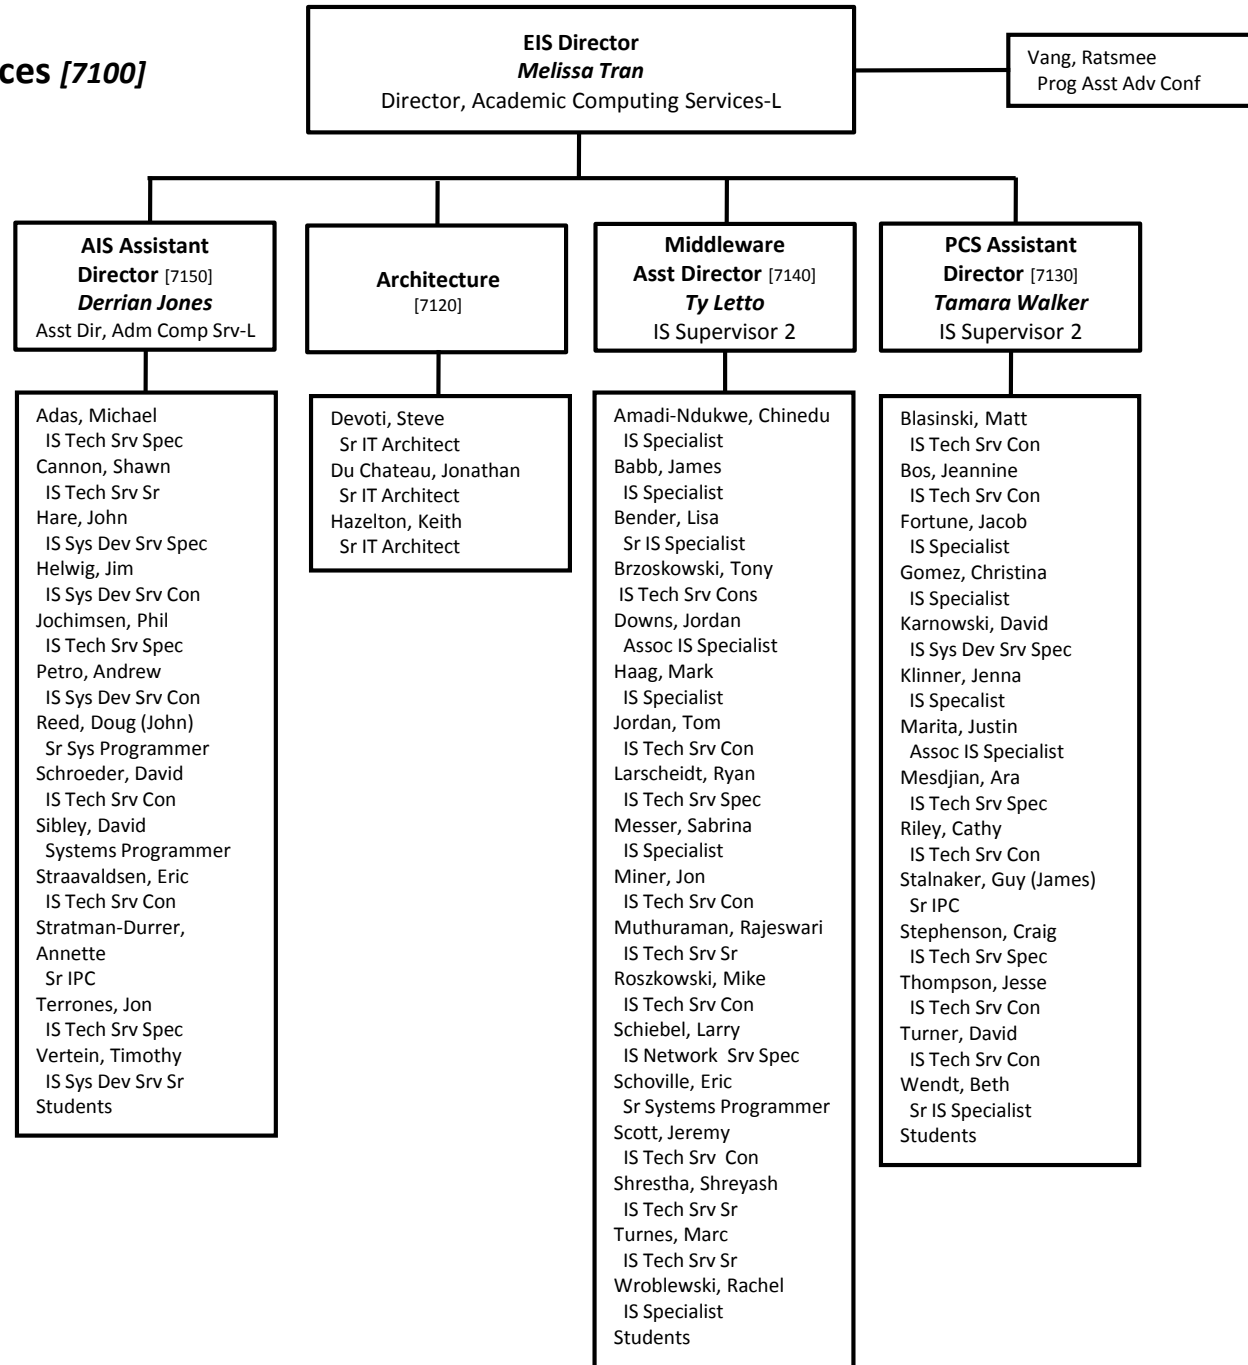 ces [7100]
EIS Director
Melissa Tran
Director, Academic Computing Services-L
Vang, Ratsmee
Prog Asst Adv Conf
AIS Assistant
Director [7150]
Derrian Jones
Asst Dir, Adm Comp Srv-L
Architecture
[7120]
Middleware
Asst Director [7140]
Ty Letto
IS Supervisor 2
PCS Assistant
Director [7130]
Tamara Walker
IS Supervisor 2
Adas, Michael
IS Tech Srv Spec
Cannon, Shawn
IS Tech Srv Sr
Hare, John
IS Sys Dev Srv Spec
Helwig, Jim
IS Sys Dev Srv Con
Jochimsen, Phil
IS Tech Srv Spec
Petro, Andrew
IS Sys Dev Srv Con
Reed, Doug (John)
Sr Sys Programmer
Schroeder, David
IS Tech Srv Con
Sibley, David
Systems Programmer
Straavaldsen, Eric
IS Tech Srv Con
Stratman-Durrer,
Annette
Sr IPC
Terrones, Jon
IS Tech Srv Spec
Vertein, Timothy
IS Sys Dev Srv Sr
Students
Devoti, Steve
Sr IT Architect
Du Chateau, Jonathan
Sr IT Architect
Hazelton, Keith
Sr IT Architect
Amadi-Ndukwe, Chinedu
IS Specialist
Babb, James
IS Specialist
Bender, Lisa
Sr IS Specialist
Brzoskowski, Tony
IS Tech Srv Cons
Downs, Jordan
Assoc IS Specialist
Haag, Mark
IS Specialist
Jordan, Tom
IS Tech Srv Con
Larscheidt, Ryan
IS Tech Srv Spec
Messer, Sabrina
IS Specialist
Miner, Jon
IS Tech Srv Con
Muthuraman, Rajeswari
IS Tech Srv Sr
Roszkowski, Mike
IS Tech Srv Con
Schiebel, Larry
IS Network Srv Spec
Schoville, Eric
Sr Systems Programmer
Scott, Jeremy
IS Tech Srv Con
Shrestha, Shreyash
IS Tech Srv Sr
Turnes, Marc
IS Tech Srv Sr
Wroblewski, Rachel
IS Specialist
Students
Blasinski, Matt
IS Tech Srv Con
Bos, Jeannine
IS Tech Srv Con
Fortune, Jacob
IS Specialist
Gomez, Christina
IS Specialist
Karnowski, David
IS Sys Dev Srv Spec
Klinner, Jenna
IS Specalist
Marita, Justin
Assoc IS Specialist
Mesdjian, Ara
IS Tech Srv Spec
Riley, Cathy
IS Tech Srv Con
Stalnaker, Guy (James)
Sr IPC
Stephenson, Craig
IS Tech Srv Spec
Thompson, Jesse
IS Tech Srv Con
Turner, David
IS Tech Srv Con
Wendt, Beth
Sr IS Specialist
Students